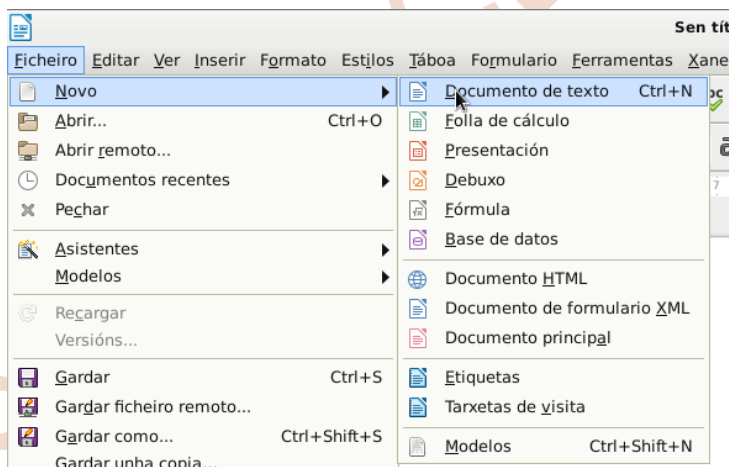 Sen tít
Ficheiro Editar Ver Inserir Formato Estilos Táboa Formulario Ferramentas Xane
Novo
Abrir... Ctrl+O
Abrir remoto...
Documentos recentes
Pechar
Asistentes
Modelos
Recargar
Versións...
Gardar Ctrl+S
Gardar ficheiro remoto...
Gardar como... Ctrl+Shift+S
Gardar unha copia...
Documento de texto Ctrl+N
Folla de cálculo
Presentación
Debuxo
Fórmula
Base de datos
Documento HTML
Documento de formulario XML
Documento principal
Etiquetas
Tarxetas de visita
Modelos Ctrl+Shift+N
7